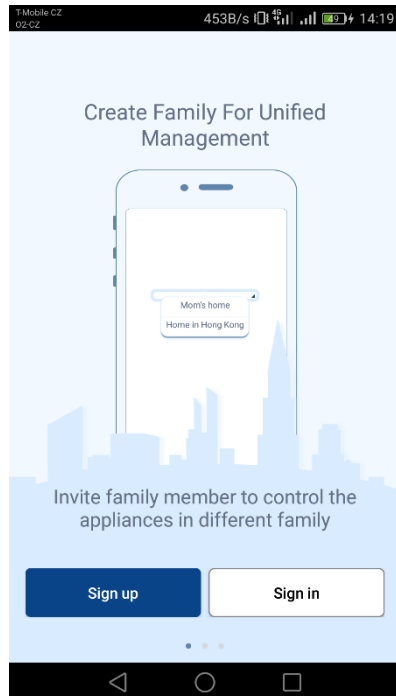 T-Mobile CZ
O2-CZ
453B/s 4G 49 14:19
Create Family For Unified
Management
Mom's home
Home in Hong Kong
Invite family member to control the
appliances in different family
Sign up
Sign in